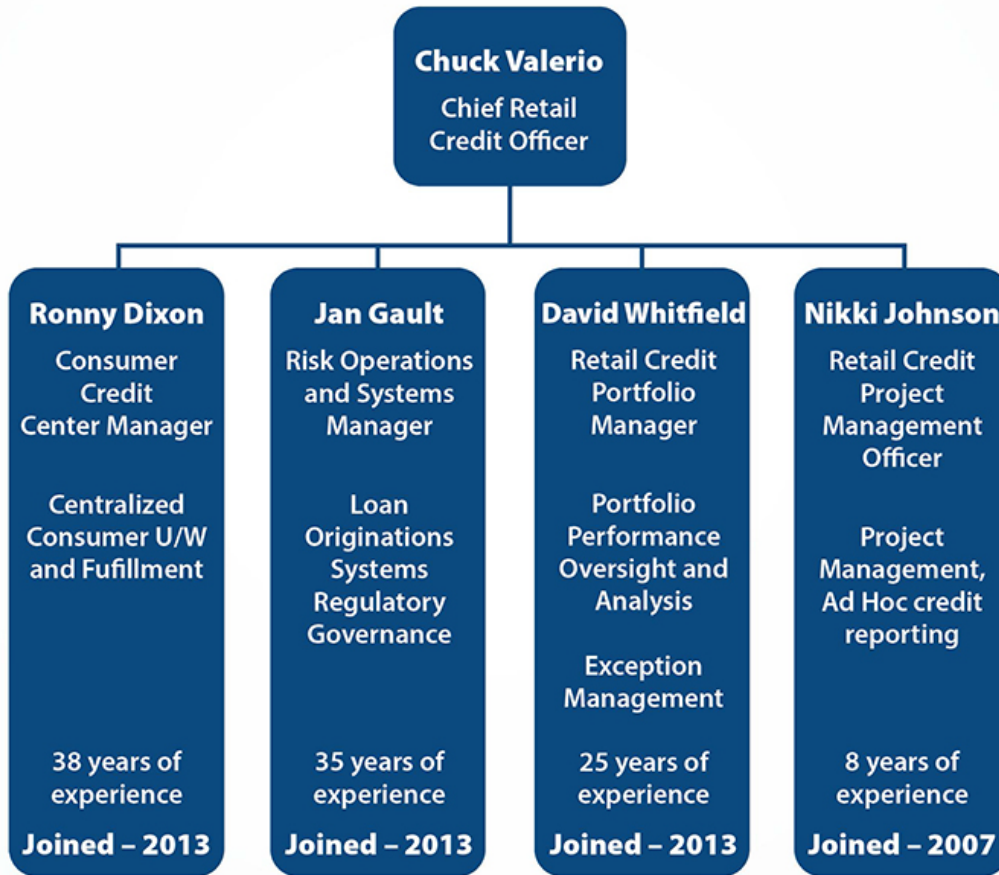 Chuck Valerio
Chief Retail
Credit Officer
Ronny Dixon
Consumer
Credit
Center Manager
Centralized
Consumer U/W
and Fufillment
38 years of
experience
Joined – 2013
Jan Gault
Risk Operations
and Systems
Manager
Loan
Originations
Systems
Regulatory
Governance
35 years of
experience
Joined – 2013
David Whitfield
Retail Credit
Portfolio
Manager
Portfolio
Performance
Oversight and
Analysis
Exception
Management
25 years of
experience
Joined – 2013
Nikki Johnson
Retail Credit
Project
Management
Officer
Project
Management,
Ad Hoc credit
reporting
8 years of
experience
Joined – 2007